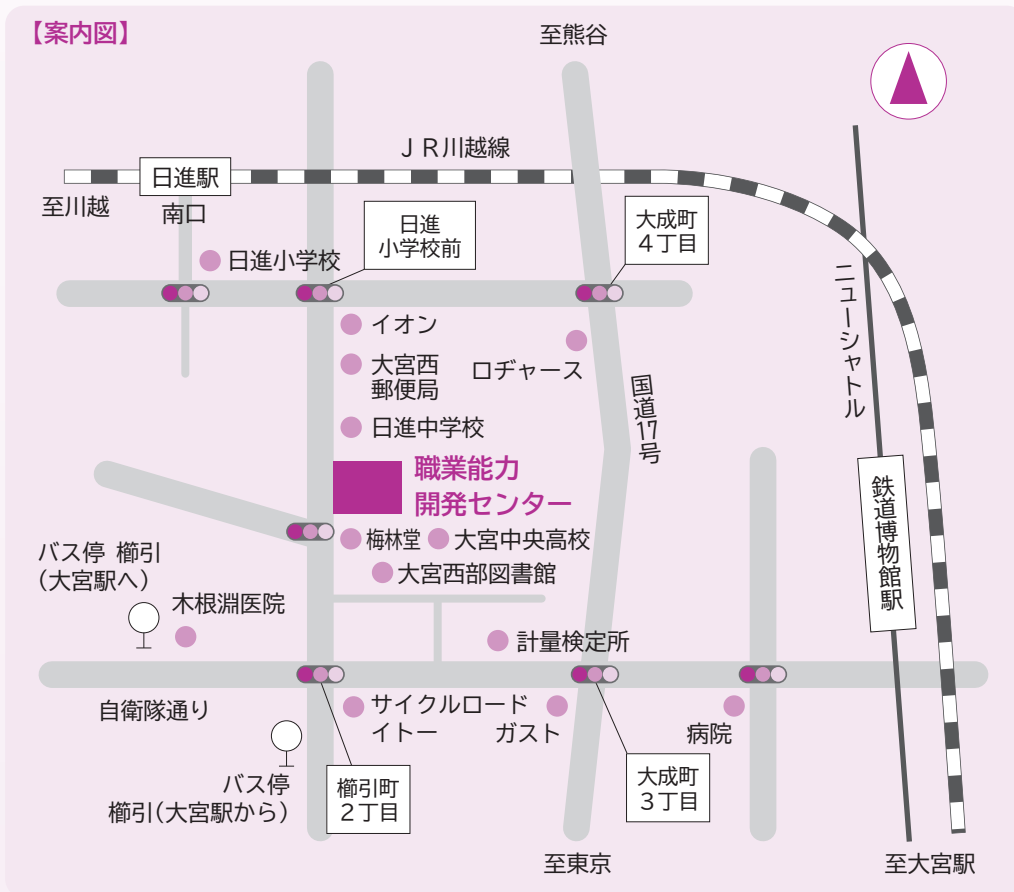 【案内図】
至熊谷
ＪＲ川越線
日進駅
至川越
南口
日進
小学校前
大成町
４丁目
日進小学校
ニューシャトル
イオン
大宮西
郵便局
ロヂャース
国道17号
日進中学校
職業能力
開発センター
鉄道博物館駅
梅林堂
大宮中央高校
バス停 櫛引
(大宮駅へ)
大宮西部図書館
木根淵医院
計量検定所
自衛隊通り
サイクルロード
イトー
ガスト
病院
バス停
櫛引(大宮駅から)
櫛引町
２丁目
大成町
３丁目
至東京
至大宮駅